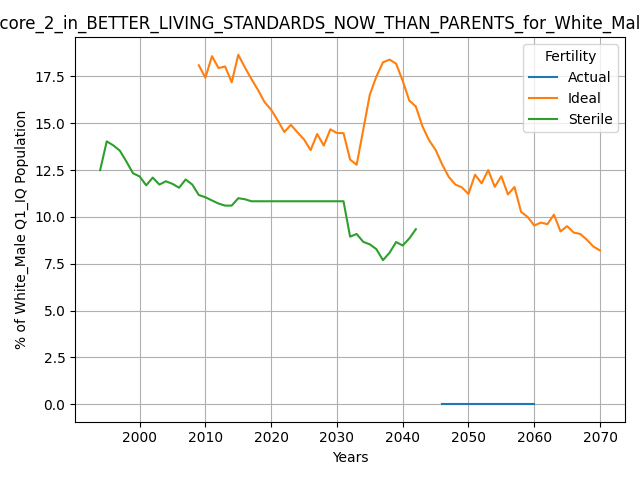 core_2_in_BETTER_LIVING_STANDARDS_NOW_THAN_PARENTS_for_White_Mal
Fertility
Actual
Ideal
Sterile
% of White_Male Q1_IQ Population
17.5
15.0
12.5
10.0
7.5
5.0
2.5
0.0
2000 2010 2020 2030 2040 2050 2060 2070
Years